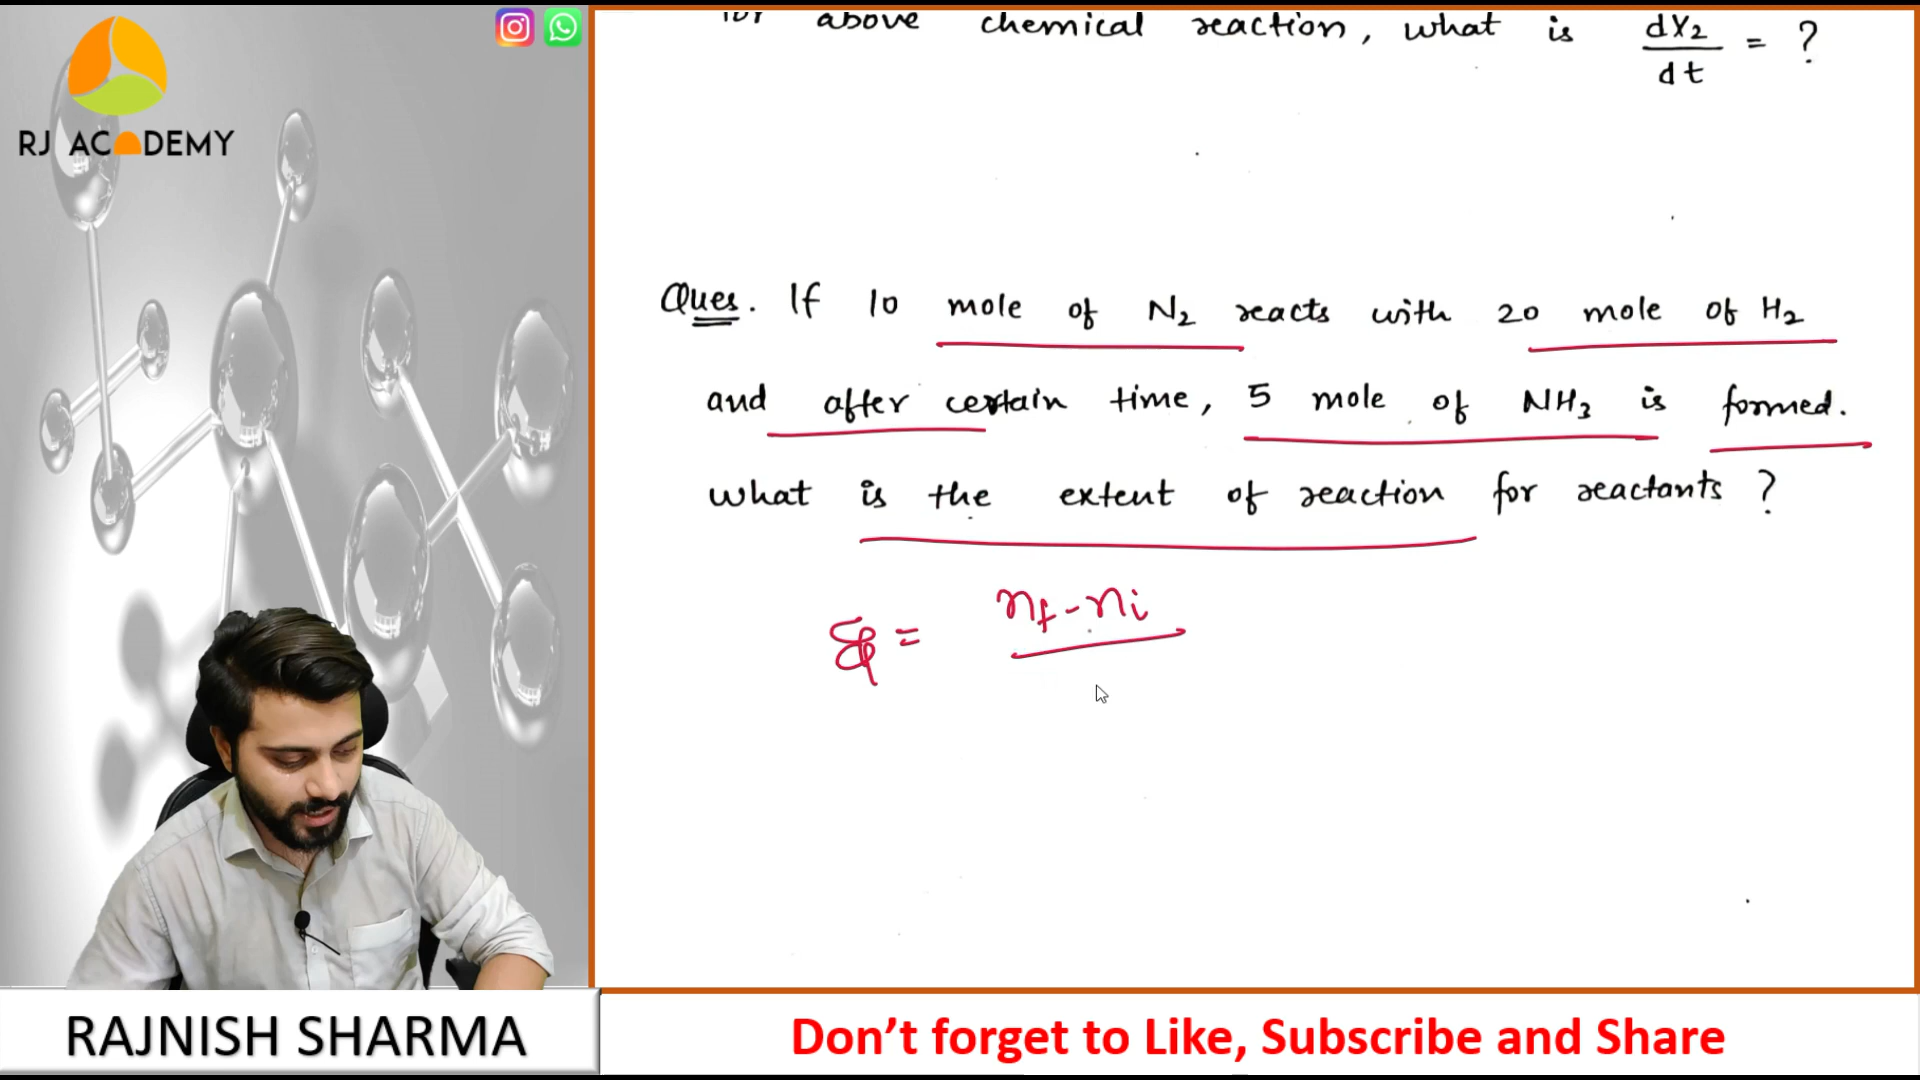 for above chemical reaction, what is dX2/dt = ?
RJ ACADEMY
Ques. If 10 mole of N2 reacts with 20 mole of H2
and after certain time, 5 mole of NH3 is formed.
what is the extent of reaction for reactants ?
ξ = nf - ni
RAJNISH SHARMA
Don’t forget to Like, Subscribe and Share